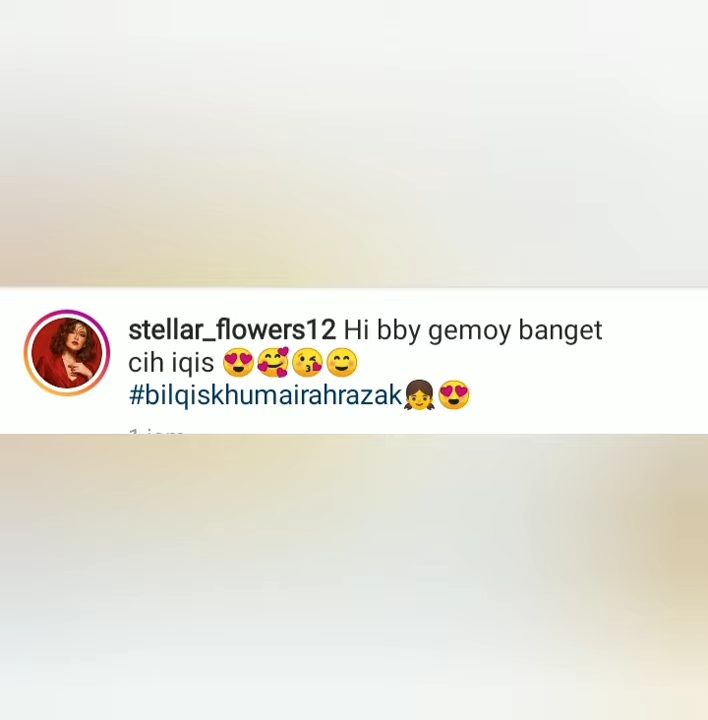 stellar_flowers12 Hi bby gemoy banget
cih iqis 😍🥰😘😊
#bilqiskhumairahrazak👧😍